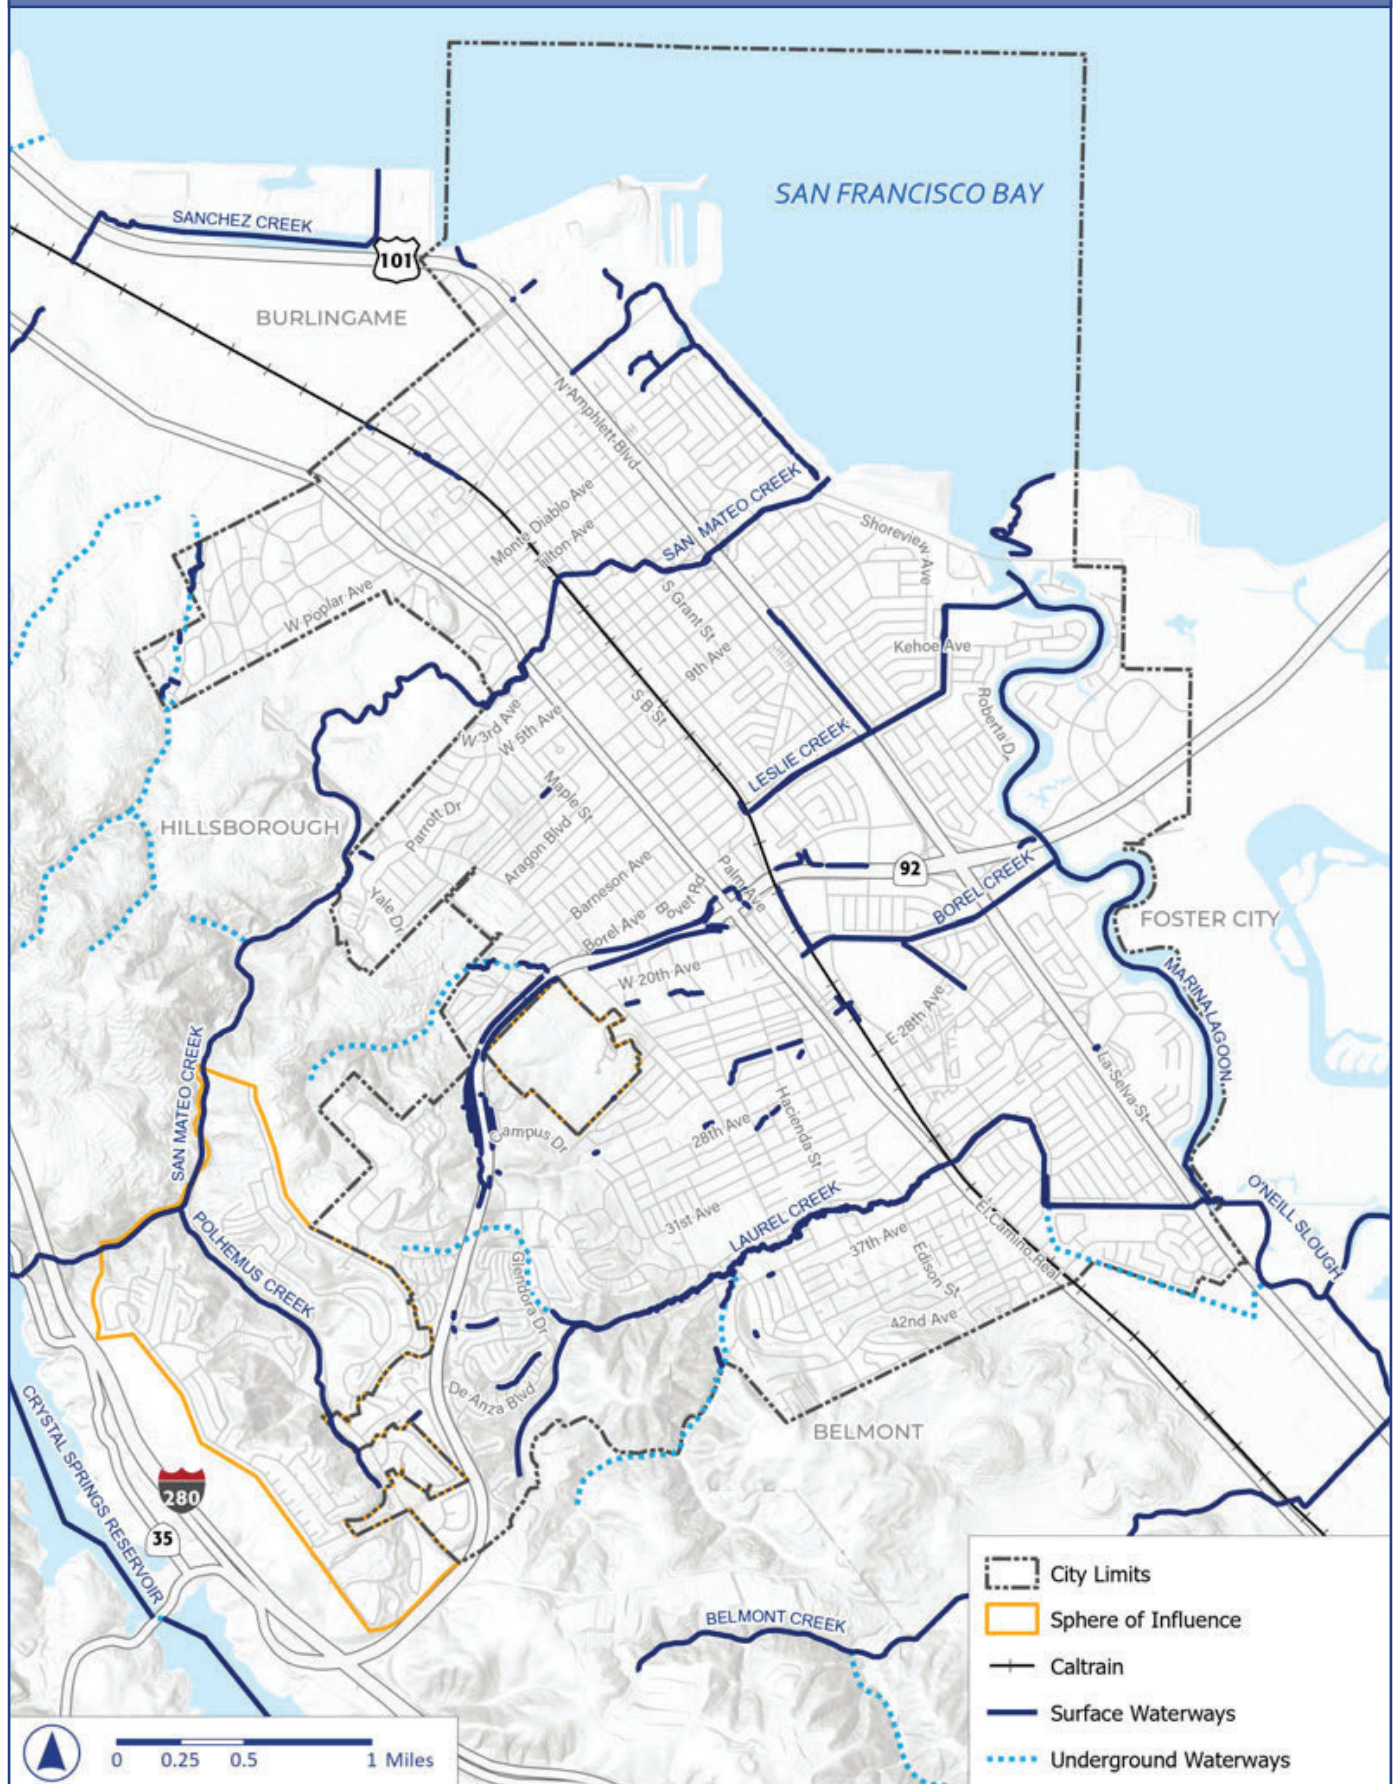 SAN FRANCISCO BAY
SANCHEZ CREEK
101
BURLINGAME
N Amphlett Blvd
Monte Diablo Ave
Tilton Ave
SAN MATEO CREEK
Shoreview Ave
W Poplar Ave
S Grant St
9th Ave
Kehoe Ave
S B St
Roberta D
W 3rd Ave
W 5th Ave
LESLIE CREEK
Maple St
Parrott Dr
HILLSBOROUGH
Aragon Blvd
Barneson Ave
Palm Ave
92
Bovet Rd
BOREL CREEK
Yale Dr
Borel Ave
FOSTER CITY
W 20th Ave
MARINA LAGOON
E 28th Ave
SAN MATEO CREEK
La Selva St
Campus Dr
28th Ave
Hacienda St
O'NEILL SLOUGH
31st Ave
LAUREL CREEK
POLHEMUS CREEK
37th Ave
El Camino Real
Edison St
Glendora Dr
42nd Ave
De Anza Blvd
CRYSTAL SPRINGS RESERVOIR
BELMONT
280
35
BELMONT CREEK
City Limits
Sphere of Influence
Caltrain
Surface Waterways
Underground Waterways
0 0.25 0.5 1 Miles